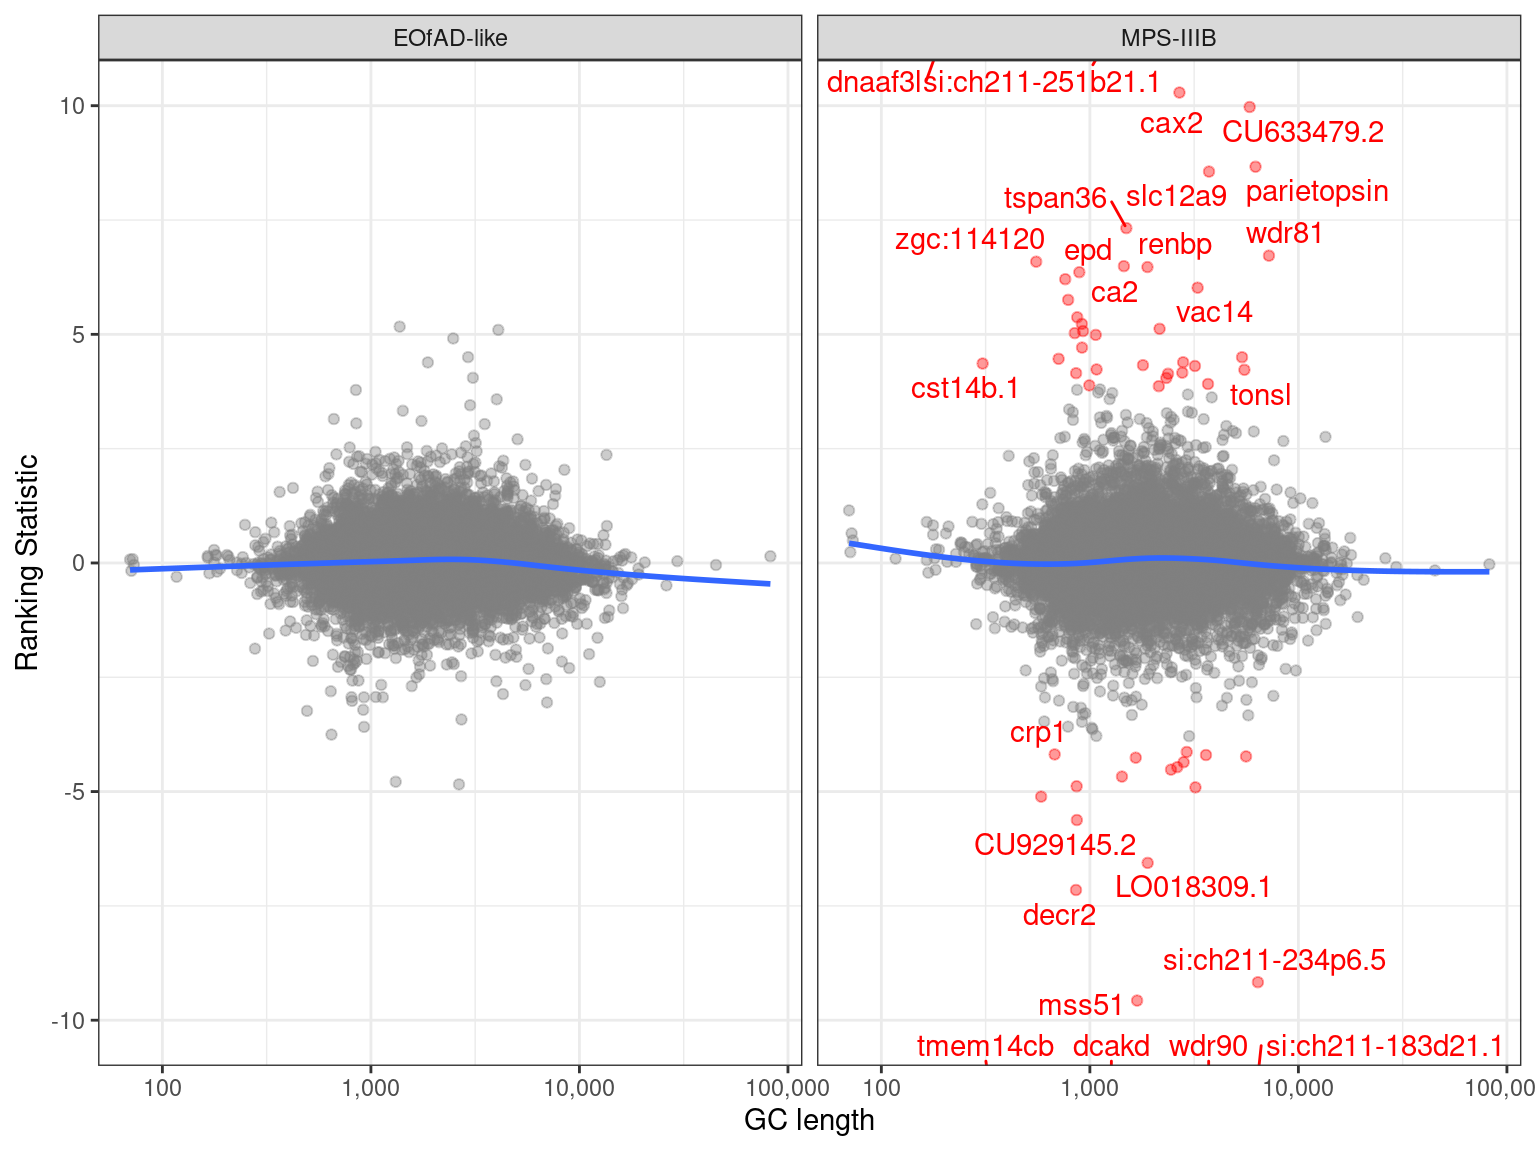 EOfAD-like
MPS-IIIB
Ranking Statistic
10
5
0
-5
-10
dnaaf3l
si:ch211-251b21.1
cax2
CU633479.2
tspan36
slc12a9
parietopsin
zgc:114120
epd
renbp
wdr81
ca2
vac14
cst14b.1
tonsl
crp1
CU929145.2
LO018309.1
decr2
si:ch211-234p6.5
mss51
tmem14cb
dcakd
wdr90
si:ch211-183d21.1
100
1,000
10,000
100,000
100
1,000
10,000
100,00
GC length